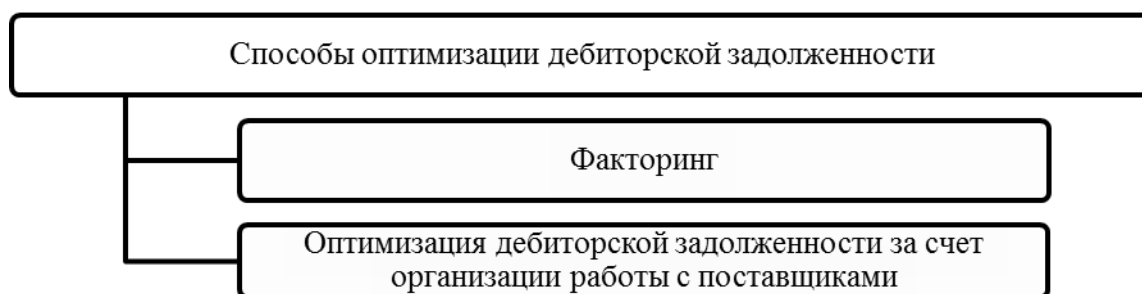 Способы оптимизации дебиторской задолженности
Факторинг
Оптимизация дебиторской задолженности за счет
организации работы с поставщиками